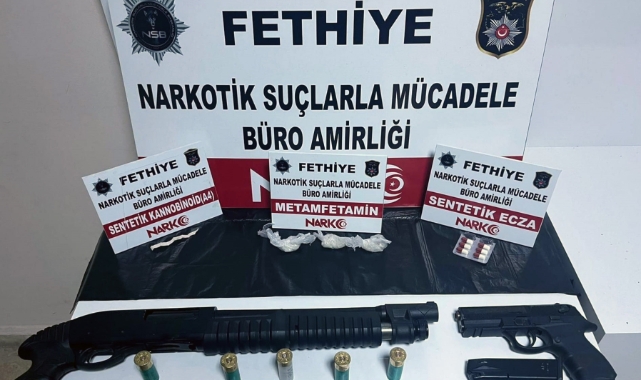 NSB
FETHİYE
NARKOTİK SUÇLARLA MÜCADELE
BÜRO AMİRLİĞİ
FETHİYE
NARKOTİK SUÇLARLA MÜCADELE
BÜRO AMİRLİĞİ
SENTETİK KANNOBİNOİD(A4)
NARKO
FETHİYE
NARKOTİK SUÇLARLA MÜCADELE
BÜRO AMİRLİĞİ
METAMFETAMİN
NARKO
FETHİYE
NARKOTİK SUÇLARLA MÜCADELE
BÜRO AMİRLİĞİ
SENTETİK ECZA
NARKO